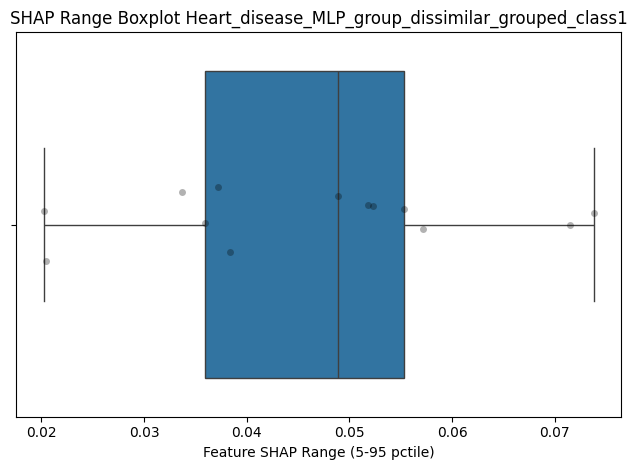 SHAP Range Boxplot Heart_disease_MLP_group_dissimilar_grouped_class1
0.02 0.03 0.04 0.05 0.06 0.07
Feature SHAP Range (5-95 pctile)